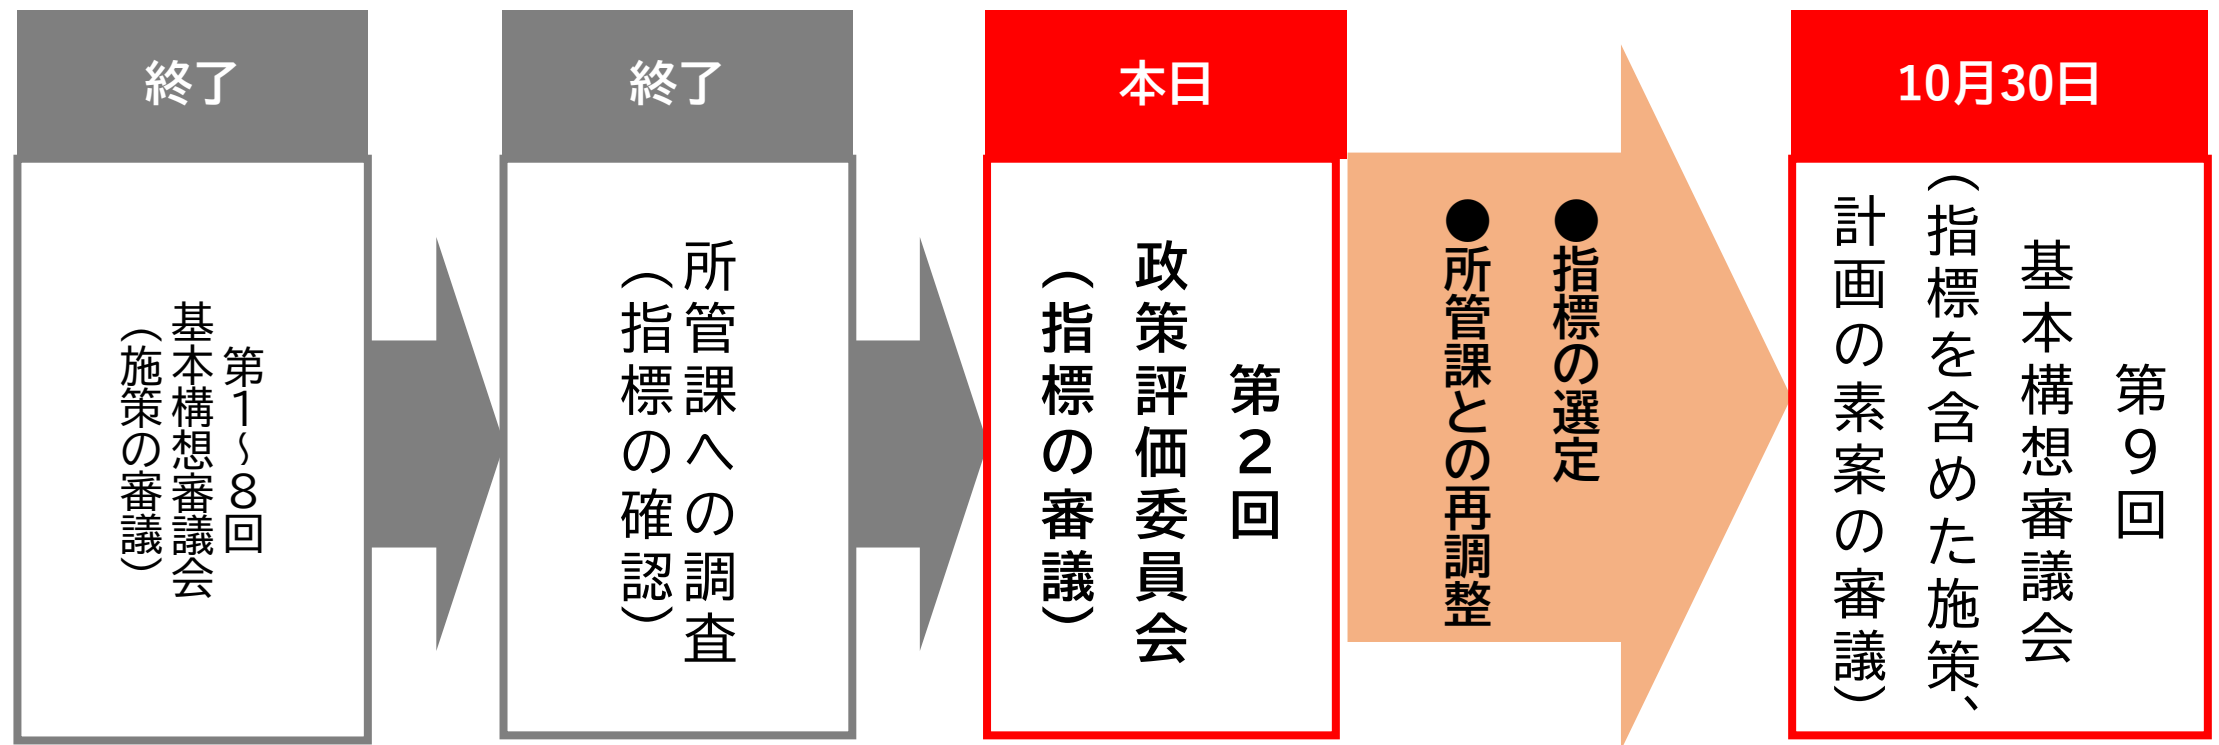 終了
第１～８回
基本構想審議会
（施策の審議）
終了
所管課への調査
（指標の確認）
本日
第２回
政策評価委員会
（指標の審議）
●指標の選定
●所管課との再調整
10月30日
第９回
基本構想審議会
（指標を含めた施策、
計画の素案の審議）